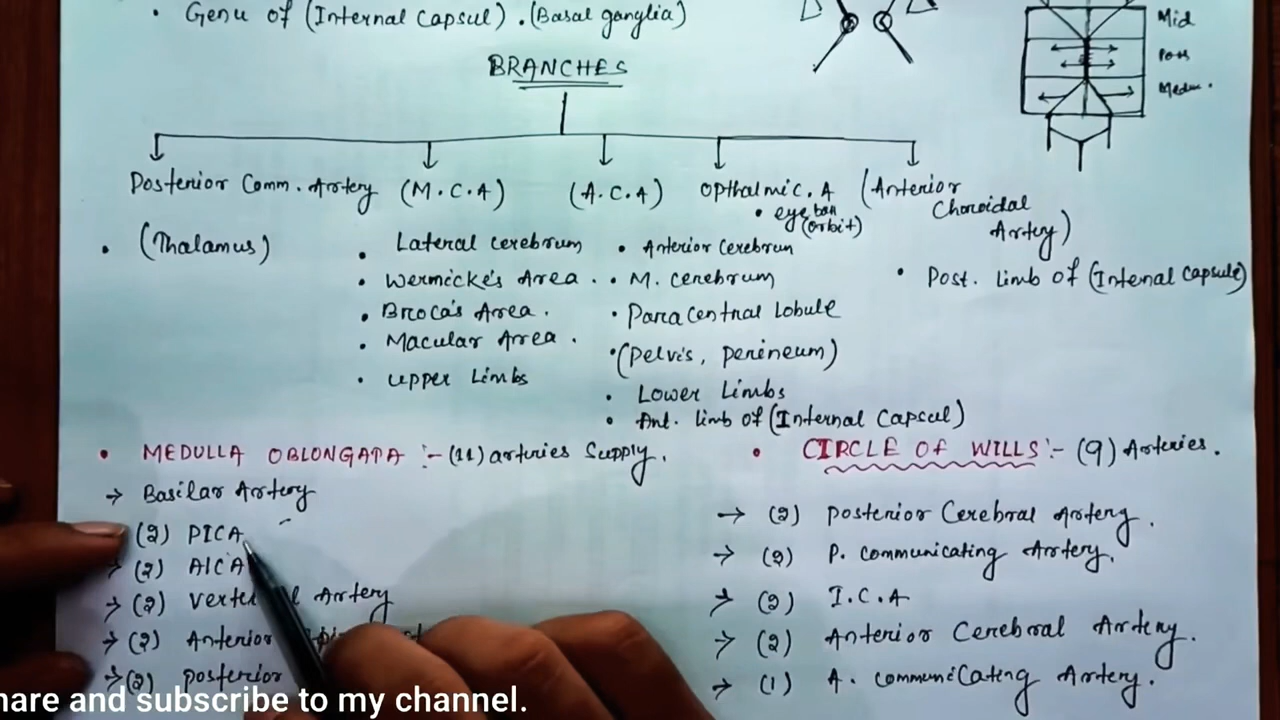 • Genu of (Internal Capsul) . (Basal ganglia)
Mid
Pons
Medu.
BRANCHES
Posterior Comm. Artery
(M.C.A)
(A.C.A)
Opthalmic.A
• eye ball
(orbit)
(Anterior
Choroidal
Artery)
• (Thalamus)
• Lateral cerebrum
• Wernicke's Area .
• Broca's Area .
• Macular Area .
• upper Limbs
• Anterior Cerebrum
• M. Cerebrum
• Paracentral Lobule
• (pelvis, perineum)
• Lower Limbs
• Ant. limb of (Internal Capsul)
• Post. limb of (Internal Capsule)
• MEDULLA OBLONGATA :- (11) arteries Supply.
→ Basilar Artery
(2) PICA
→ (2) AICA
→ (2) Artery
→ (2) Anterior
→ (2) posterior
• CIRCLE OF WILLS :- (9) Arteries.
→ (2) Posterior Cerebral Artery.
→ (2) P. Communicating Artery.
→ (2) I.C.A
→ (2) Anterior Cerebral Artery.
→ (1) A. Communicating Artery.
hare and subscribe to my channel.